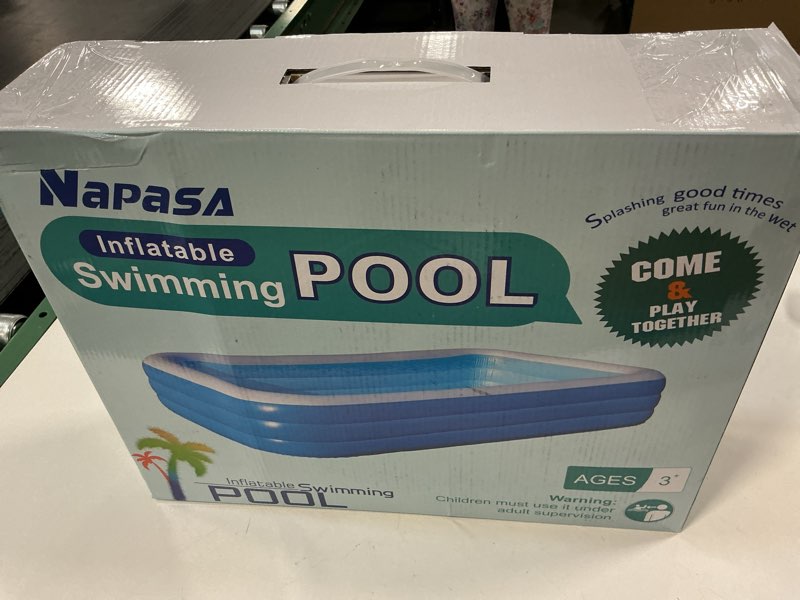 Napasa
Splashing good times
great fun in the wet
Inflatable
Swimming POOL
COME
&
PLAY
TOGETHER
Inflatable Swimming
POOL
AGES 3+
Warning:
Children must use it under
adult supervision